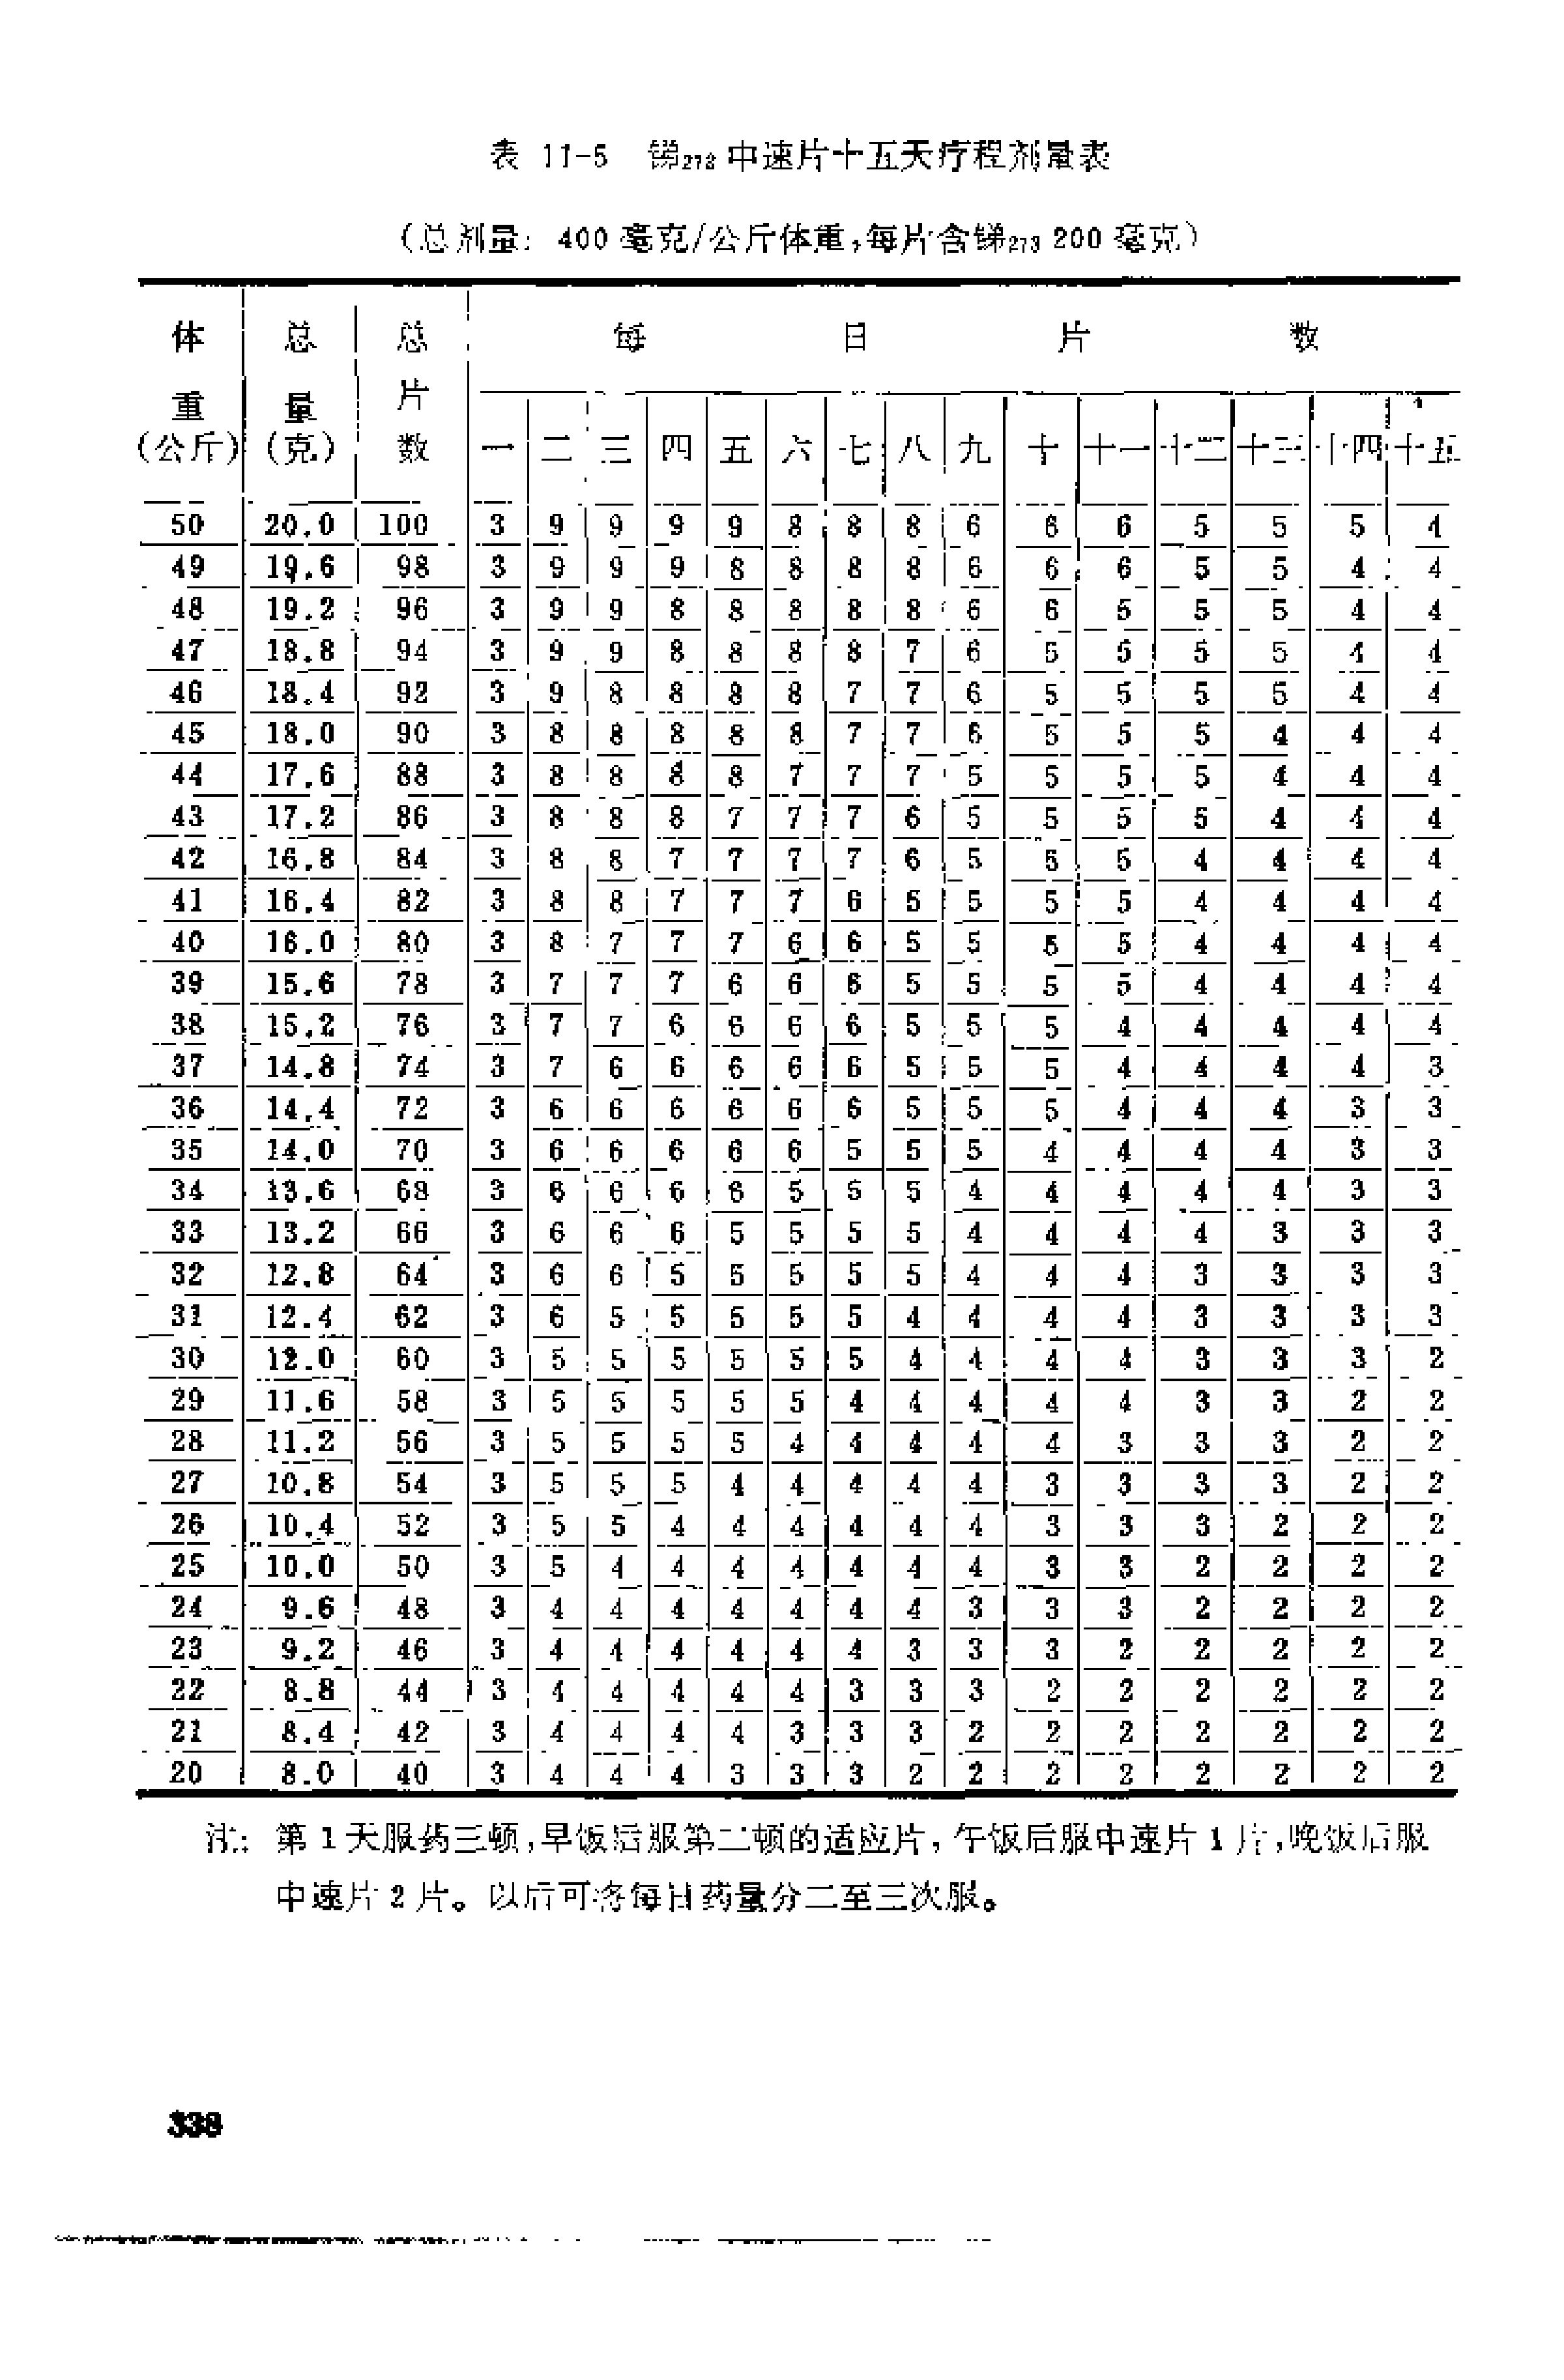 表 11-5 锑273中速片十五天疗程剂量表
(总剂量: 400 毫克/公斤体重,每片含锑273 200 毫克)
体重(公斤) 总量(克) 总片数 每日片数
一 二 三 四 五 六 七 八 九 十 十一 十二 十三 十四 十五
50 20.0 100 3 9 9 9 9 8 8 8 6 6 6 5 5 5 4
49 19.6 98 3 9 9 9 8 8 8 8 6 6 6 5 5 4 4
48 19.2 96 3 9 9 8 8 8 8 8 6 6 5 5 5 4 4
47 18.8 94 3 9 9 8 8 8 8 7 6 5 5 5 5 4 4
46 18.4 92 3 9 8 8 8 8 7 7 6 5 5 5 5 4 4
45 18.0 90 3 8 8 8 8 8 7 7 6 5 5 5 4 4 4
44 17.6 88 3 8 8 8 8 7 7 7 5 5 5 5 4 4 4
43 17.2 86 3 8 8 8 7 7 7 6 5 5 5 5 4 4 4
42 16.8 84 3 8 8 7 7 7 7 6 5 5 5 4 4 4 4
41 16.4 82 3 8 8 7 7 7 6 5 5 5 5 4 4 4 4
40 16.0 80 3 8 7 7 7 6 6 5 5 5 5 4 4 4 4
39 15.6 78 3 7 7 7 6 6 6 5 5 5 5 4 4 4 4
38 15.2 76 3 7 7 6 6 6 6 5 5 5 4 4 4 4 4
37 14.8 74 3 7 6 6 6 6 6 5 5 5 4 4 4 4 3
36 14.4 72 3 6 6 6 6 6 6 5 5 5 4 4 4 3 3
35 14.0 70 3 6 6 6 6 6 5 5 5 4 4 4 4 3 3
34 13.6 68 3 6 6 6 6 5 5 5 4 4 4 4 4 3 3
33 13.2 66 3 6 6 6 5 5 5 5 4 4 4 4 3 3 3
32 12.8 64 3 6 6 5 5 5 5 5 4 4 4 3 3 3 3
31 12.4 62 3 6 5 5 5 5 5 4 4 4 4 3 3 3 3
30 12.0 60 3 5 5 5 5 5 5 4 4 4 4 3 3 3 2
29 11.6 58 3 5 5 5 5 5 4 4 4 4 4 3 3 2 2
28 11.2 56 3 5 5 5 5 4 4 4 4 4 3 3 3 2 2
27 10.8 54 3 5 5 5 4 4 4 4 4 3 3 3 3 2 2
26 10.4 52 3 5 5 4 4 4 4 4 4 3 3 3 2 2 2
25 10.0 50 3 5 4 4 4 4 4 4 4 3 3 2 2 2 2
24 9.6 48 3 4 4 4 4 4 4 4 3 3 3 2 2 2 2
23 9.2 46 3 4 4 4 4 4 4 3 3 3 2 2 2 2 2
22 8.8 44 3 4 4 4 4 4 3 3 3 2 2 2 2 2 2
21 8.4 42 3 4 4 4 4 3 3 3 2 2 2 2 2 2 2
20 8.0 40 3 4 4 4 3 3 3 2 2 2 2 2 2 2 2
注: 第 1 天服药三顿,早饭后服第二顿的适应片,午饭后服中速片 1 片,晚饭后服
中速片 2 片。以后可将每日药量分二至三次服。
338